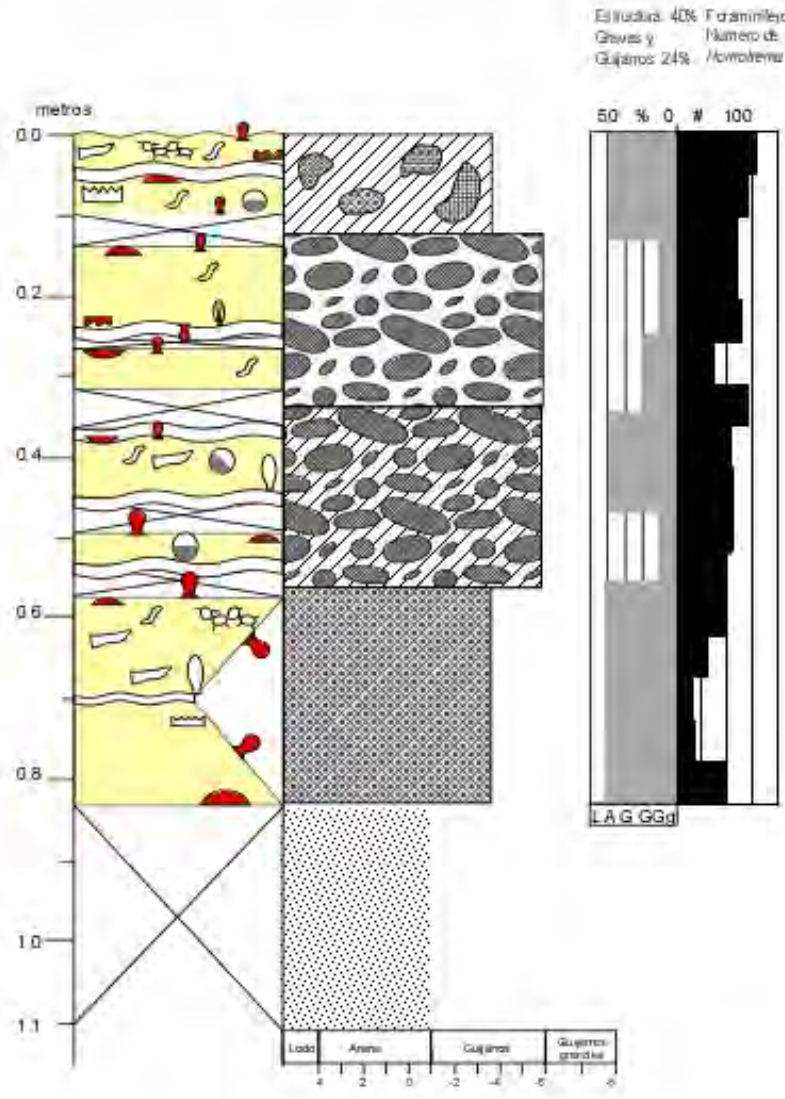 Estructura 40% Foraminifero
Gravas y Numero de
Guijarros 24% Homotrema
metros
50 % 0 # 100
0.0
0.2
0.4
0.6
0.8
1.0
1.1
L A G GGg
Lodo Arena Guijarros Guijarros grandes
4 2 0 -2 -4 -6 -8